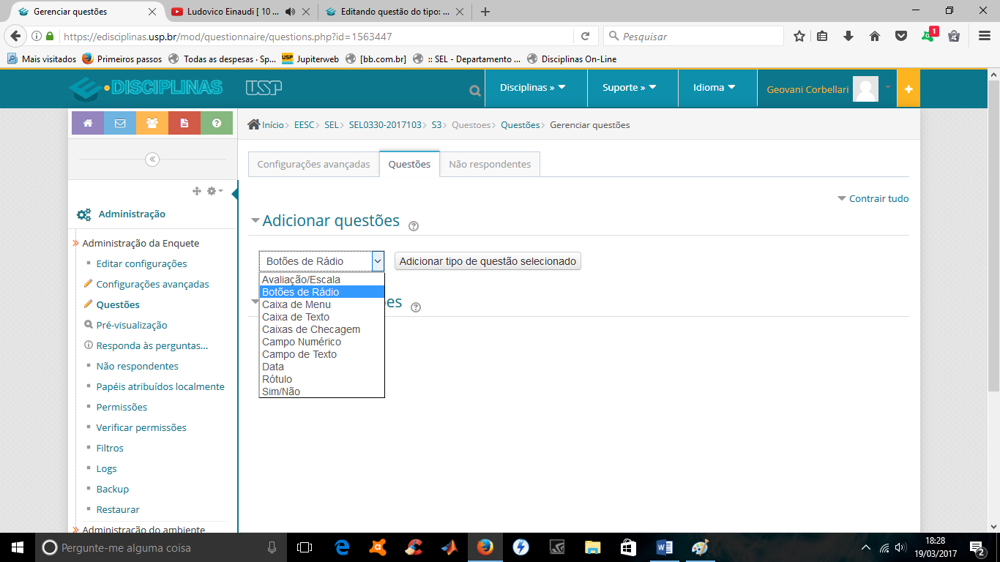 Gerenciar questões
Ludovico Einaudi [ 10 ...
Editando questão do tipo: ...
https://edisciplinas.usp.br/mod/questionnaire/questions.php?id=1563447
Pesquisar
1
Mais visitados
Primeiros passos
Todas as despesas · Sp...
USP Jupiterweb
[bb.com.br]
:: SEL - Departamento ...
Disciplinas On-Line
DISCIPLINAS
USP
Disciplinas »
Suporte »
Idioma
Geovani Corbellari
Início
EESC
SEL
SEL0330-2017103
S3
Questoes
Questões
Gerenciar questões
Configurações avançadas
Questões
Não respondentes
Contrair tudo
Administração
Administração da Enquete
Editar configurações
Configurações avançadas
Questões
Pré-visualização
Responda às perguntas...
Não respondentes
Papéis atribuídos localmente
Permissões
Verificar permissões
Filtros
Logs
Backup
Restaurar
Administração do ambiente
Adicionar questões
Botões de Rádio
Adicionar tipo de questão selecionado
Avaliação/Escala
Botões de Rádio
Caixa de Menu
Caixa de Texto
Caixas de Checagem
Campo Numérico
Campo de Texto
Data
Rótulo
Sim/Não
Pergunte-me alguma coisa
18:28
19/03/2017
2